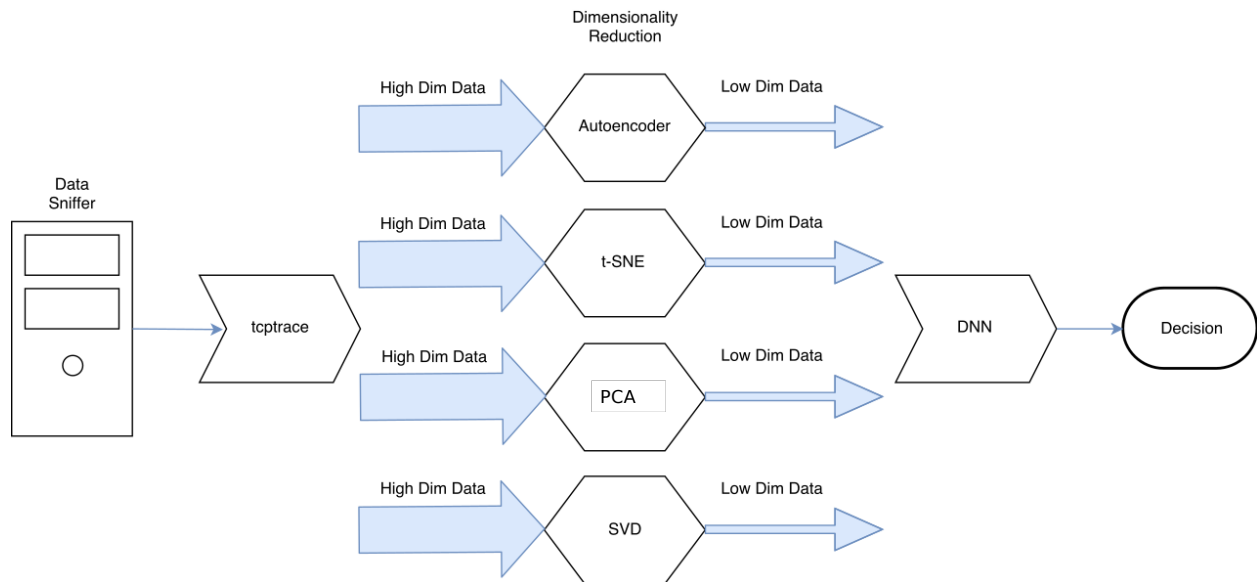 Dimensionality
Reduction
High Dim Data
Autoencoder
Low Dim Data
Data
Sniffer
High Dim Data
t-SNE
Low Dim Data
tcptrace
DNN
Decision
High Dim Data
PCA
Low Dim Data
High Dim Data
SVD
Low Dim Data